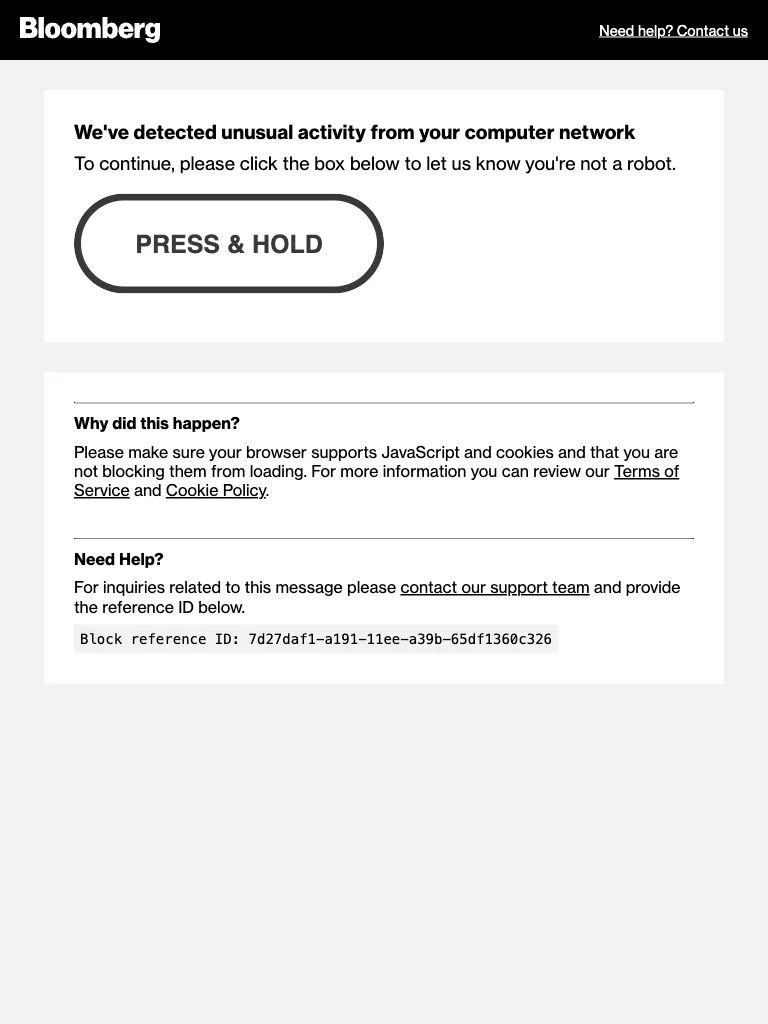 Bloomberg
Need help? Contact us
We've detected unusual activity from your computer network
To continue, please click the box below to let us know you're not a robot.
PRESS & HOLD
Why did this happen?
Please make sure your browser supports JavaScript and cookies and that you are
not blocking them from loading. For more information you can review our Terms of
Service and Cookie Policy.
Need Help?
For inquiries related to this message please contact our support team and provide
the reference ID below.
Block reference ID: 7d27daf1-a191-11ee-a39b-65df1360c326